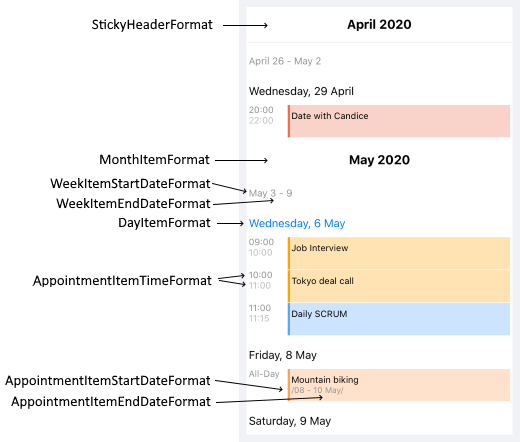 StickyHeaderFormat
April 2020
April 26 - May 2
Wednesday, 29 April
20:00
22:00
Date with Candice
MonthItemFormat
May 2020
WeekItemStartDateFormat
May 3 - 9
WeekItemEndDateFormat
DayItemFormat
Wednesday, 6 May
09:00
10:00
Job Interview
AppointmentItemTimeFormat
10:00
11:00
Tokyo deal call
11:00
11:15
Daily SCRUM
Friday, 8 May
All-Day
Mountain biking
AppointmentItemStartDateFormat
/08 - 10 May/
AppointmentItemEndDateFormat
Saturday, 9 May